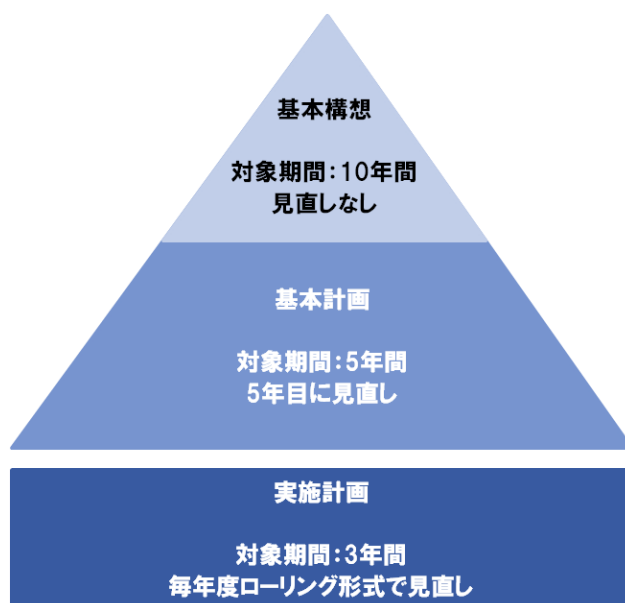 基本構想
対象期間：10年間
見直しなし
基本計画
対象期間：5年間
5年目に見直し
実施計画
対象期間：3年間
毎年度ローリング形式で見直し